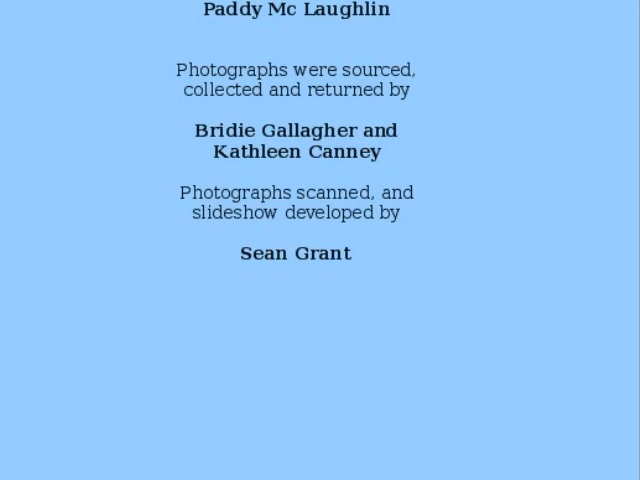 Paddy Mc Laughlin
Photographs were sourced,
collected and returned by
Bridie Gallagher and
Kathleen Canney
Photographs scanned, and
slideshow developed by
Sean Grant